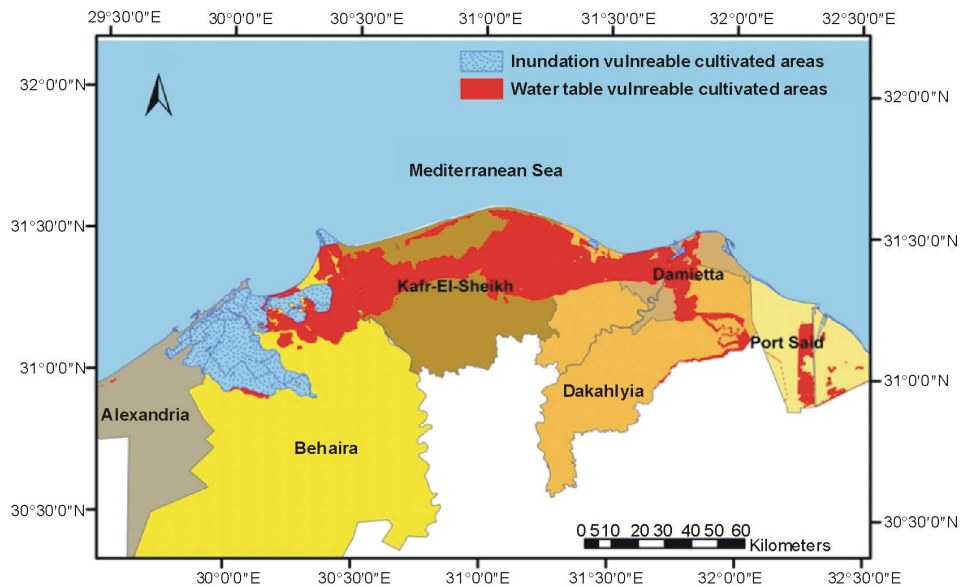 29°30'0"E 30°0'0"E 30°30'0"E 31°0'0"E 31°30'0"E 32°0'0"E 32°30'0"E
Inundation vulnreable cultivated areas
32°0'0"N
Water table vulnreable cultivated areas
32°0'0"N
Mediterranean Sea
31°30'0"N
31°30'0"N
Damietta
Kafr-El-Sheikh
Port Said
31°0'0"N
31°0'0"N
Dakahlyia
Alexandria
Behaira
30°30'0"N
30°30'0"N
0 510 20 30 40 50 60
Kilometers
30°0'0"E 30°30'0"E 31°0'0"E 31°30'0"E 32°0'0"E 32°30'0"E